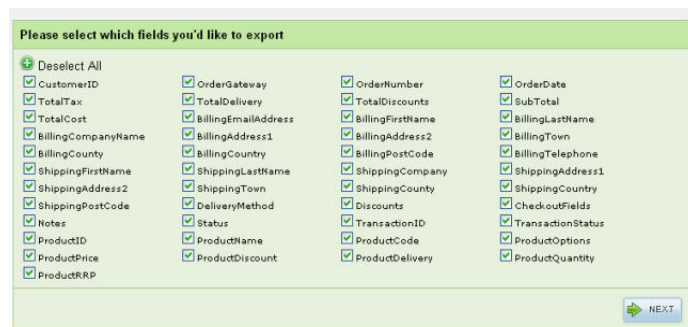 Please select which fields you'd like to export
Deselect All
CustomerID OrderGateway OrderNumber OrderDate
TotalTax TotalDelivery TotalDiscounts SubTotal
TotalCost BillingEmailAddress BillingFirstName BillingLastName
BillingCompanyName BillingAddress1 BillingAddress2 BillingTown
BillingCounty BillingCountry BillingPostCode BillingTelephone
ShippingFirstName ShippingLastName ShippingCompany ShippingAddress1
ShippingAddress2 ShippingTown ShippingCounty ShippingCountry
ShippingPostCode DeliveryMethod Discounts CheckoutFields
Notes Status TransactionID TransactionStatus
ProductID ProductName ProductCode ProductOptions
ProductPrice ProductDiscount ProductDelivery ProductQuantity
ProductRRP
NEXT